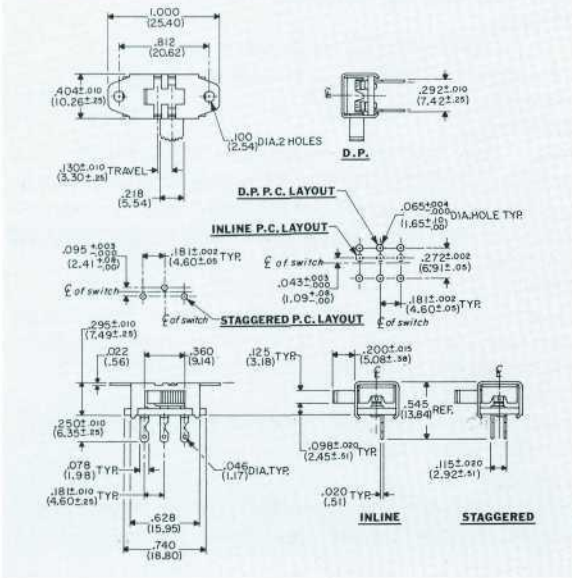 1.000
(25.40)
.812
(20.62)
.404±.010
(10.26±.25)
.292±.010
(7.42±.25)
.100 DIA. 2 HOLES
(2.54)
D.P.
.130±.010 TRAVEL
(3.30±.25)
.218
(5.54)
D.P. P.C. LAYOUT
.065+.004 -.000 DIA. HOLE TYP.
(1.65+.10 -.00)
INLINE P.C. LAYOUT
.095+.003 -.000
(2.41+.08 -.00)
.181±.002 TYP.
(4.60±.05)
.272±.002
(6.91±.05)
℄ of switch
.043+.003 -.000
(1.09+.08 -.00)
℄ of switch
.181±.002 TYP.
(4.60±.05)
℄ of switch
STAGGERED P.C. LAYOUT
℄ of switch
.295±.010
(7.49±.25)
.022
(.56)
.360
(9.14)
.125 TYP.
(3.18)
.200±.015
(5.08±.38)
℄
℄
.545 REF.
(13.84)
.250±.010
(6.35±.25)
.098±.020 TYP.
(2.45±.51)
.078 TYP.
(1.98)
.046 DIA. TYP.
(1.17)
.115±.020
(2.92±.51)
.181±.010 TYP.
(4.60±.25)
.020 TYP.
(.51)
.628
(15.95)
INLINE
STAGGERED
.740
(18.80)